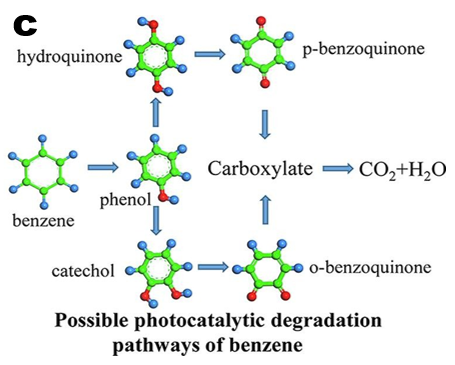 C
hydroquinone
p-benzoquinone
benzene
phenol
Carboxylate
CO₂+H₂O
catechol
o-benzoquinone
Possible photocatalytic degradation
pathways of benzene